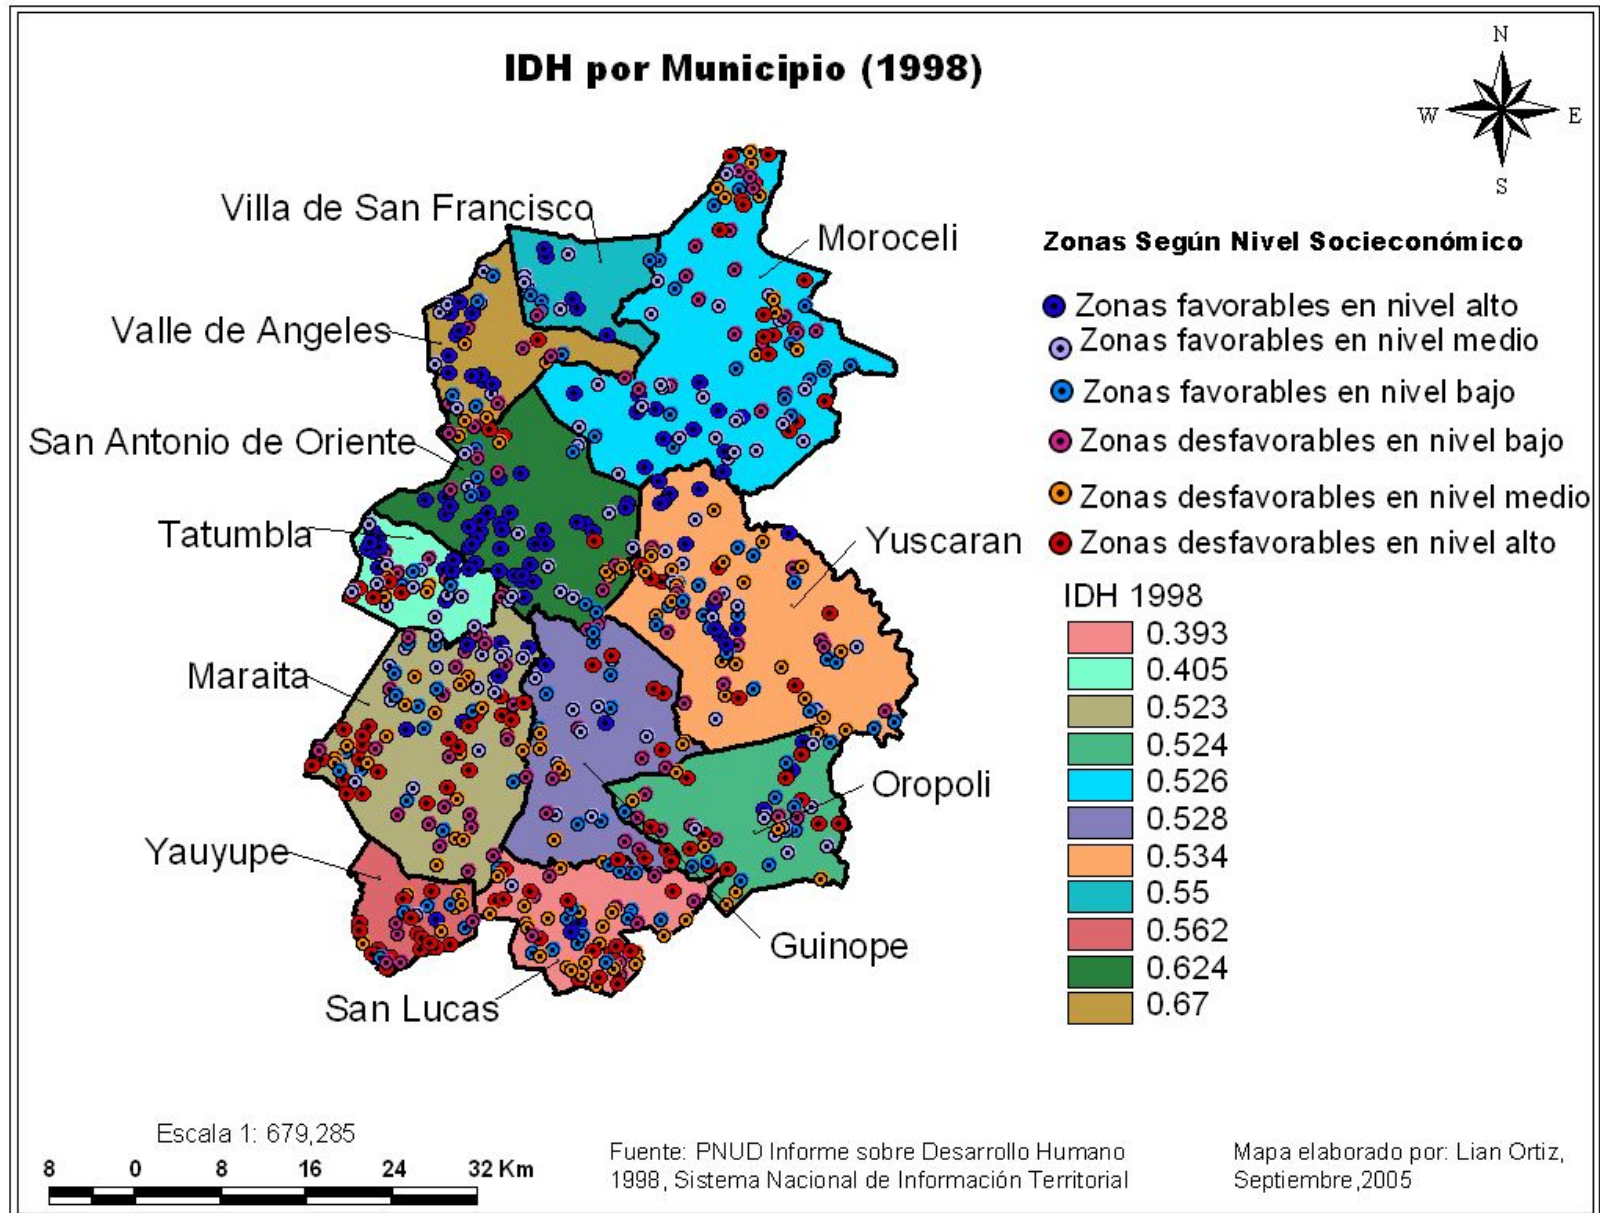 IDH por Municipio (1998)
N
W E
S
Villa de San Francisco
Moroceli
Valle de Angeles
San Antonio de Oriente
Tatumbla
Yuscaran
Maraita
Oropoli
Yauyupe
Guinope
San Lucas
Zonas Según Nivel Socieconómico
Zonas favorables en nivel alto
Zonas favorables en nivel medio
Zonas favorables en nivel bajo
Zonas desfavorables en nivel bajo
Zonas desfavorables en nivel medio
Zonas desfavorables en nivel alto
IDH 1998
0.393
0.405
0.523
0.524
0.526
0.528
0.534
0.55
0.562
0.624
0.67
Escala 1: 679,285
8 0 8 16 24 32 Km
Fuente: PNUD Informe sobre Desarrollo Humano
1998, Sistema Nacional de Información Territorial
Mapa elaborado por: Lian Ortiz,
Septiembre,2005